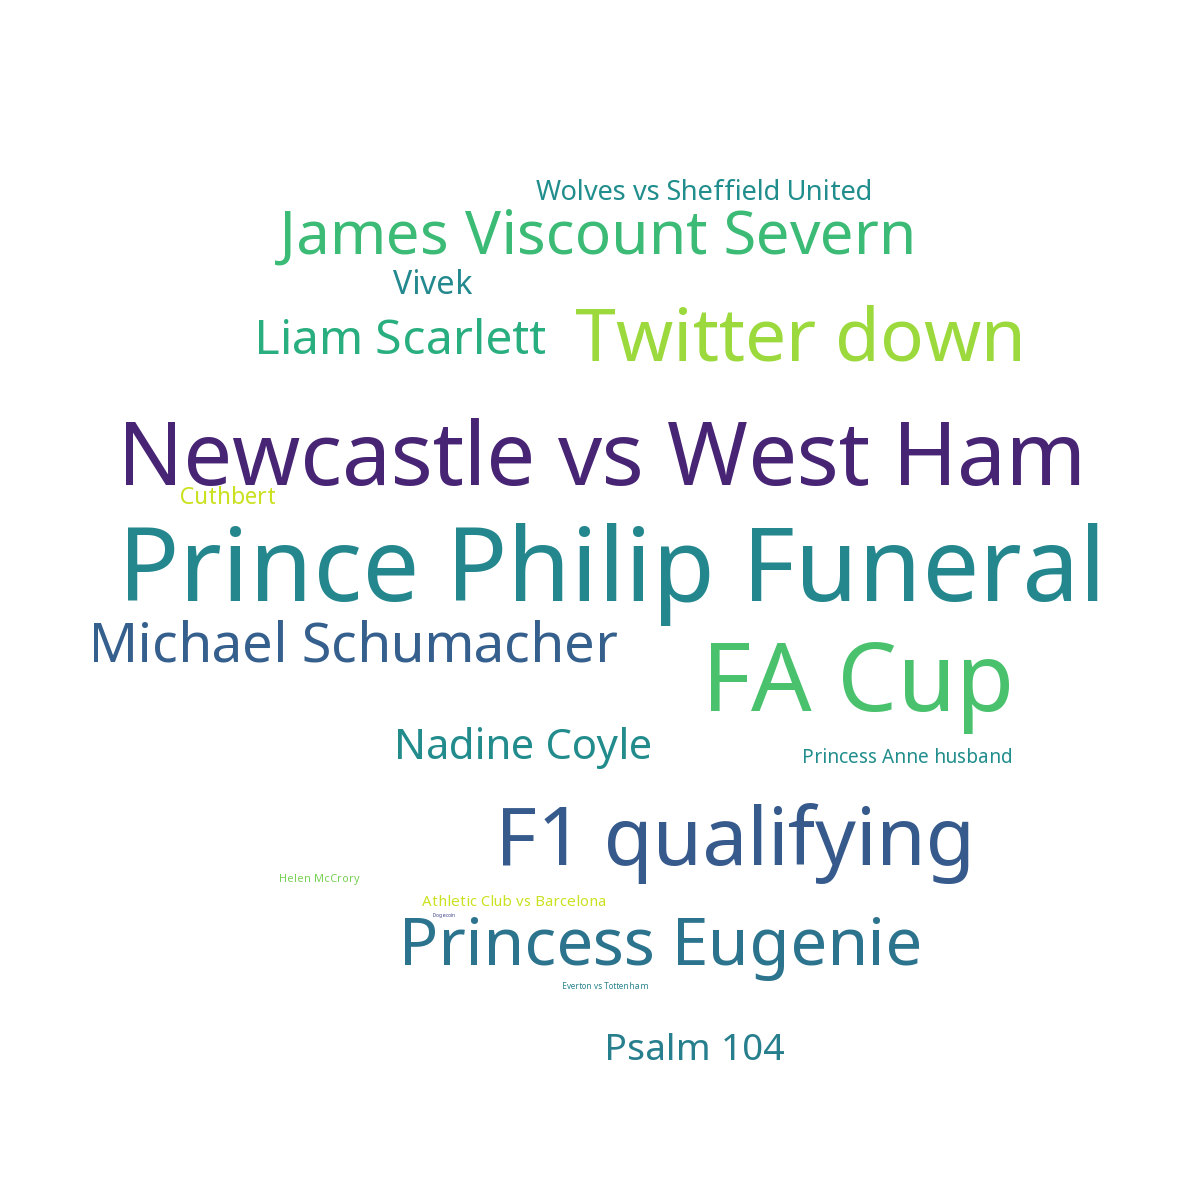 Wolves vs Sheffield United
James Viscount Severn
Vivek
Liam Scarlett
Twitter down
Newcastle vs West Ham
Cuthbert
Prince Philip Funeral
Michael Schumacher
FA Cup
Nadine Coyle
Princess Anne husband
F1 qualifying
Helen McCrory
Athletic Club vs Barcelona
Dogecoin
Princess Eugenie
Everton vs Tottenham
Psalm 104